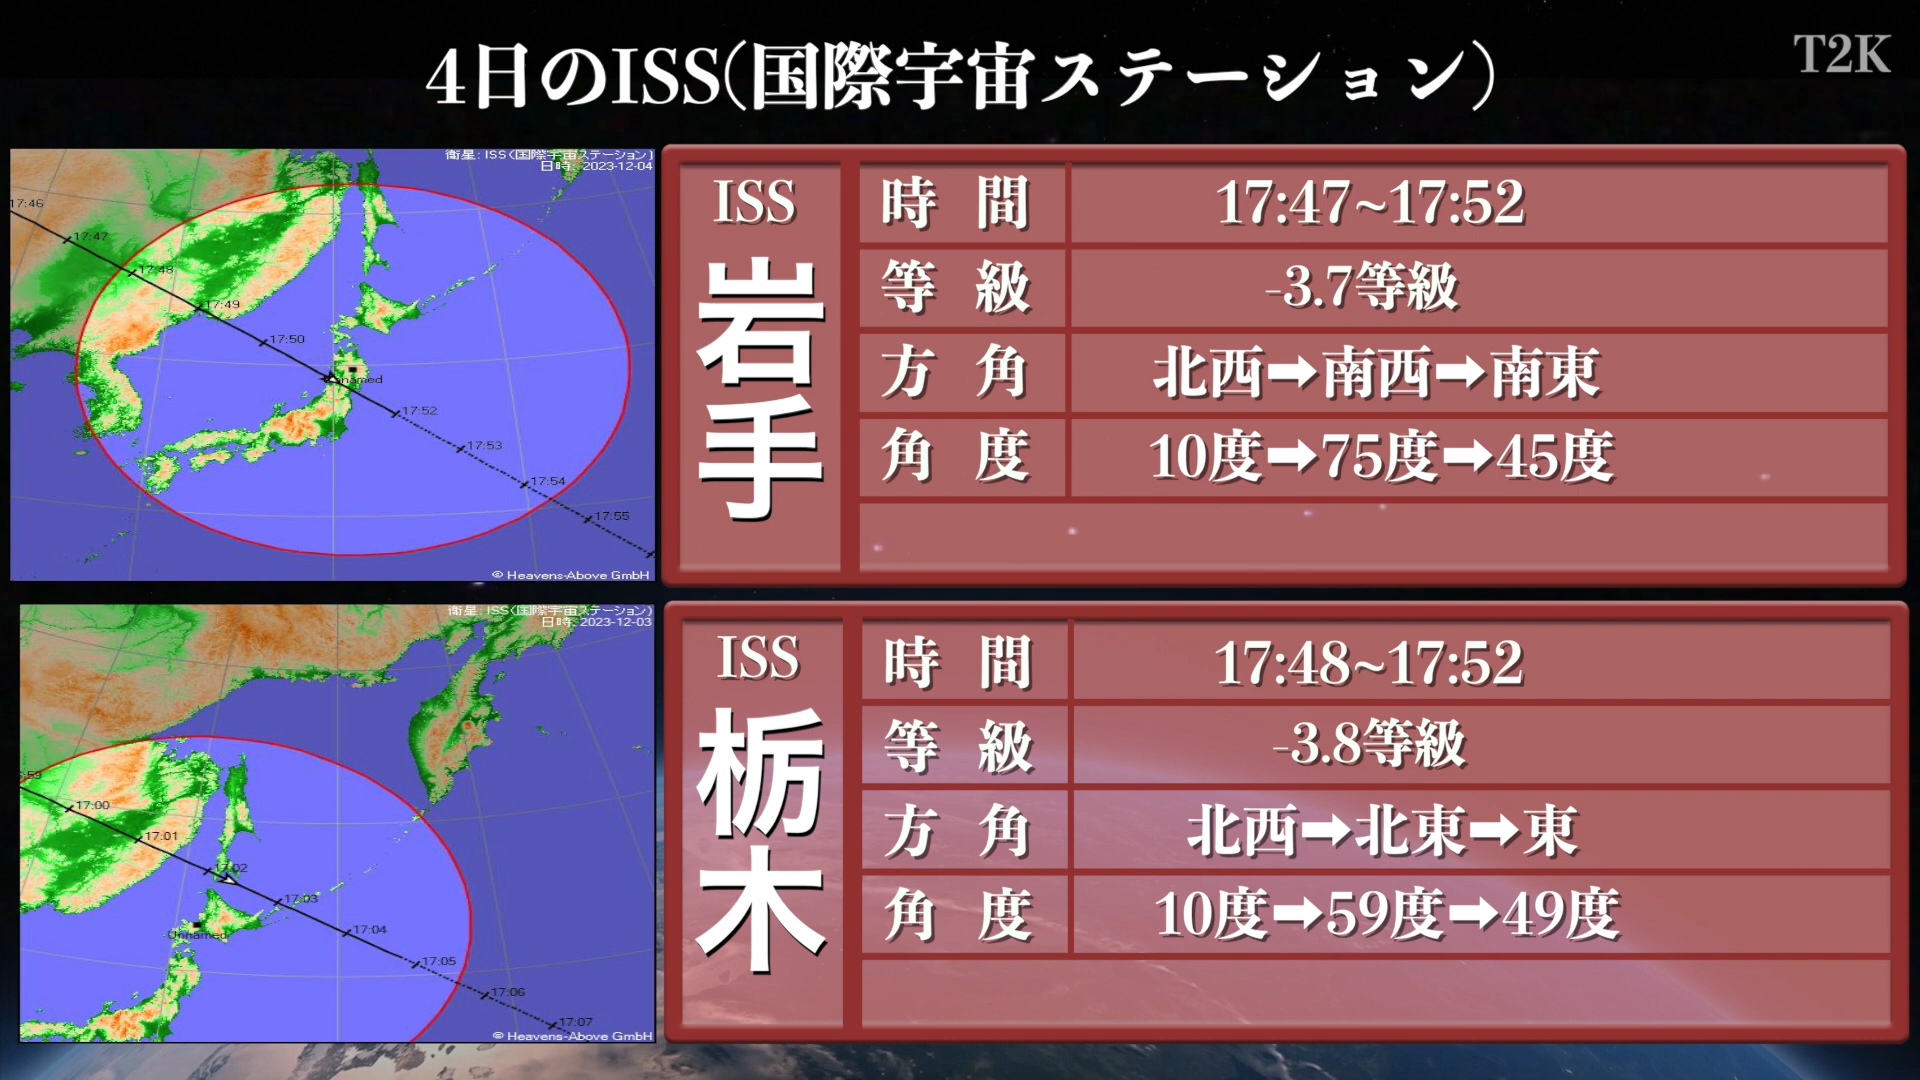 4日のISS(国際宇宙ステーション)
T2K
衛星: ISS(国際宇宙ステーション)
日時: 2023-12-04
17:46
17:47
17:48
17:49
17:50
Unnamed
17:52
17:53
17:54
17:55
© Heavens-Above GmbH
ISS
岩手
時間 17:47~17:52
等級 -3.7等級
方角 北西➡南西➡南東
角度 10度➡75度➡45度
衛星: ISS(国際宇宙ステーション)
日時: 2023-12-03
:59
17:00
17:01
17:02
17:03
Unnamed
17:04
17:05
17:06
17:07
© Heavens-Above GmbH
ISS
栃木
時間 17:48~17:52
等級 -3.8等級
方角 北西➡北東➡東
角度 10度➡59度➡49度